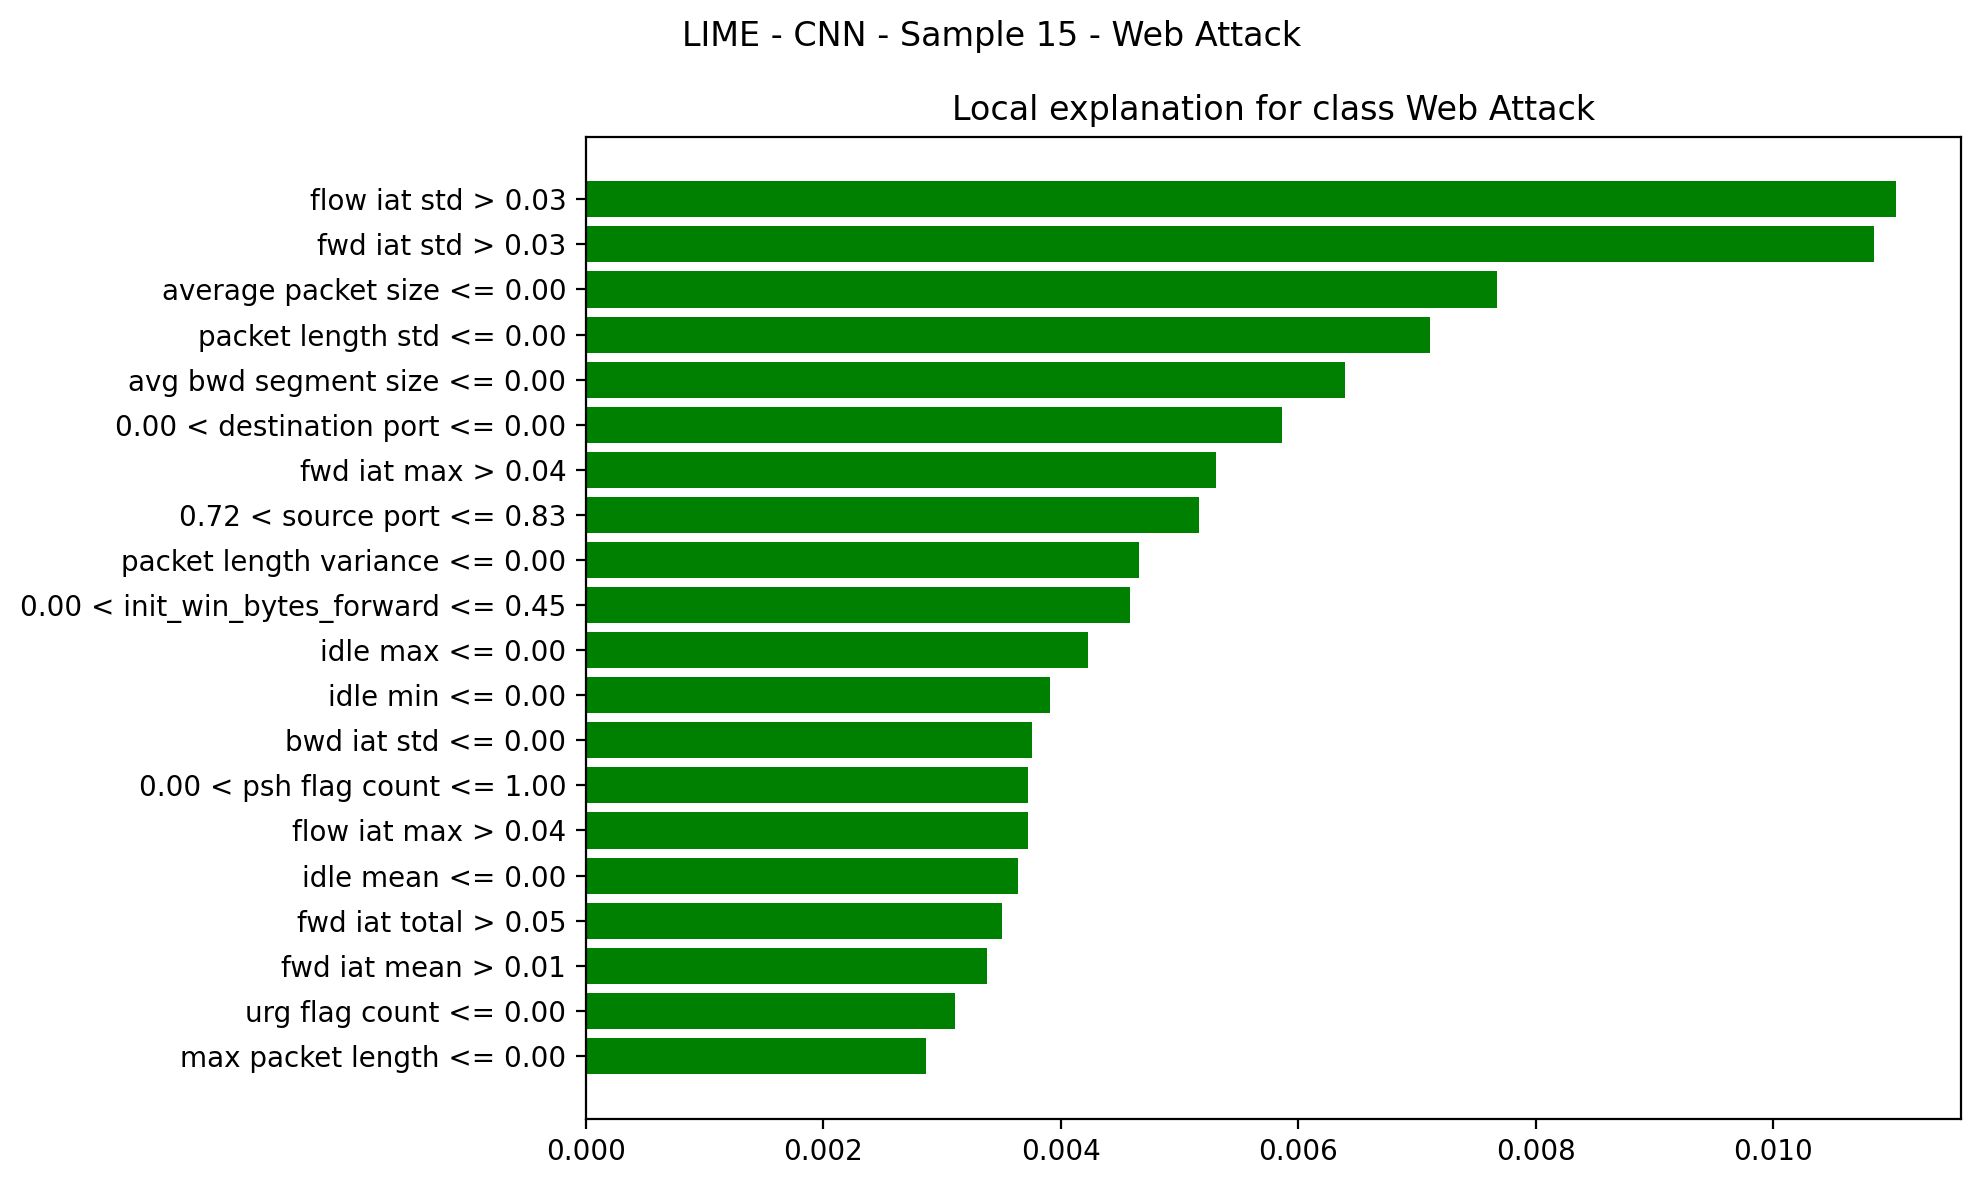 LIME - CNN - Sample 15 - Web Attack
Local explanation for class Web Attack
flow iat std > 0.03
fwd iat std > 0.03
average packet size <= 0.00
packet length std <= 0.00
avg bwd segment size <= 0.00
0.00 < destination port <= 0.00
fwd iat max > 0.04
0.72 < source port <= 0.83
packet length variance <= 0.00
0.00 < init_win_bytes_forward <= 0.45
idle max <= 0.00
idle min <= 0.00
bwd iat std <= 0.00
0.00 < psh flag count <= 1.00
flow iat max > 0.04
idle mean <= 0.00
fwd iat total > 0.05
fwd iat mean > 0.01
urg flag count <= 0.00
max packet length <= 0.00
0.000 0.002 0.004 0.006 0.008 0.010